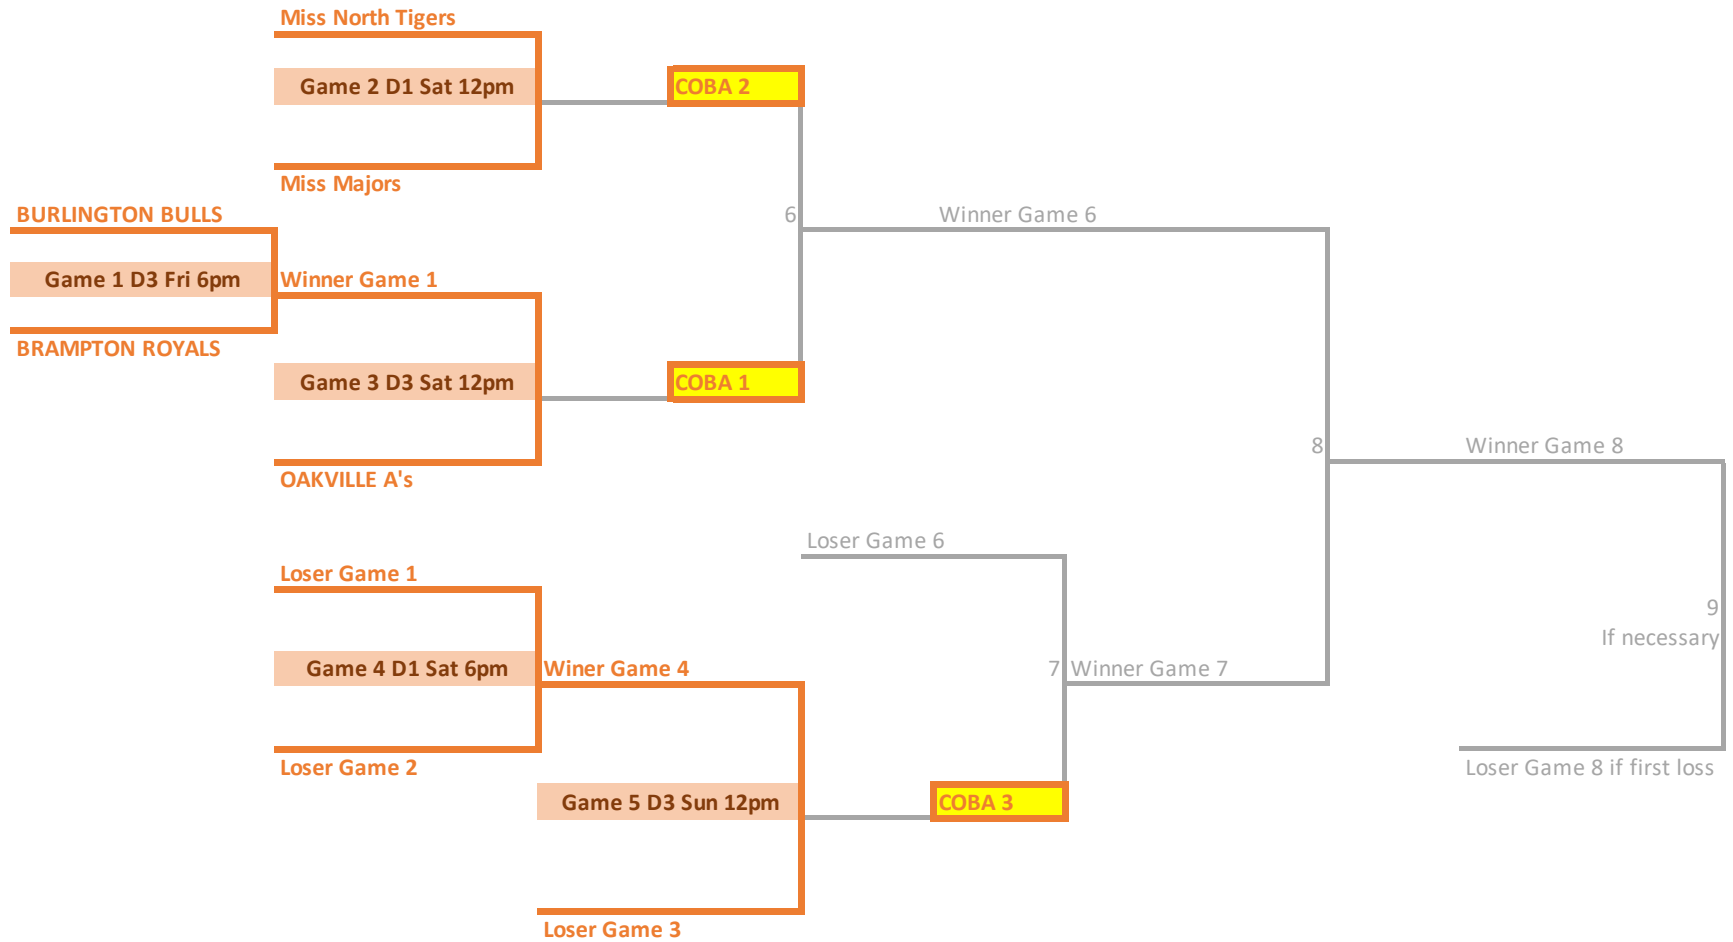 Miss North Tigers
Game 2 D1 Sat 12pm
COBA 2
Miss Majors
BURLINGTON BULLS
6
Winner Game 6
Game 1 D3 Fri 6pm
Winner Game 1
BRAMPTON ROYALS
Game 3 D3 Sat 12pm
COBA 1
8
Winner Game 8
OAKVILLE A's
Loser Game 6
Loser Game 1
9
If necessary
Game 4 D1 Sat 6pm
Winer Game 4
7
Winner Game 7
Loser Game 2
Loser Game 8 if first loss
Game 5 D3 Sun 12pm
COBA 3
Loser Game 3